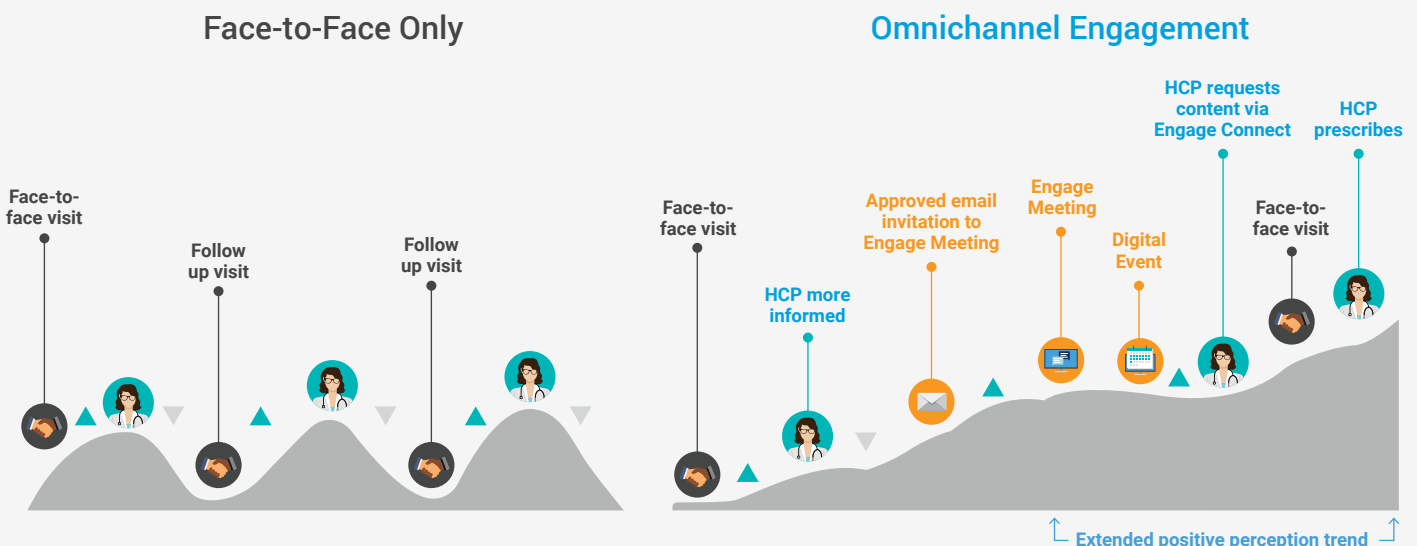 Face-to-Face Only
Face-to-
face visit
Follow
up visit
Follow
up visit
Omnichannel Engagement
Face-to-
face visit
HCP more
informed
Approved email
invitation to
Engage Meeting
Engage
Meeting
Digital
Event
HCP requests
content via
Engage Connect
Face-to-
face visit
HCP
prescribes
Extended positive perception trend